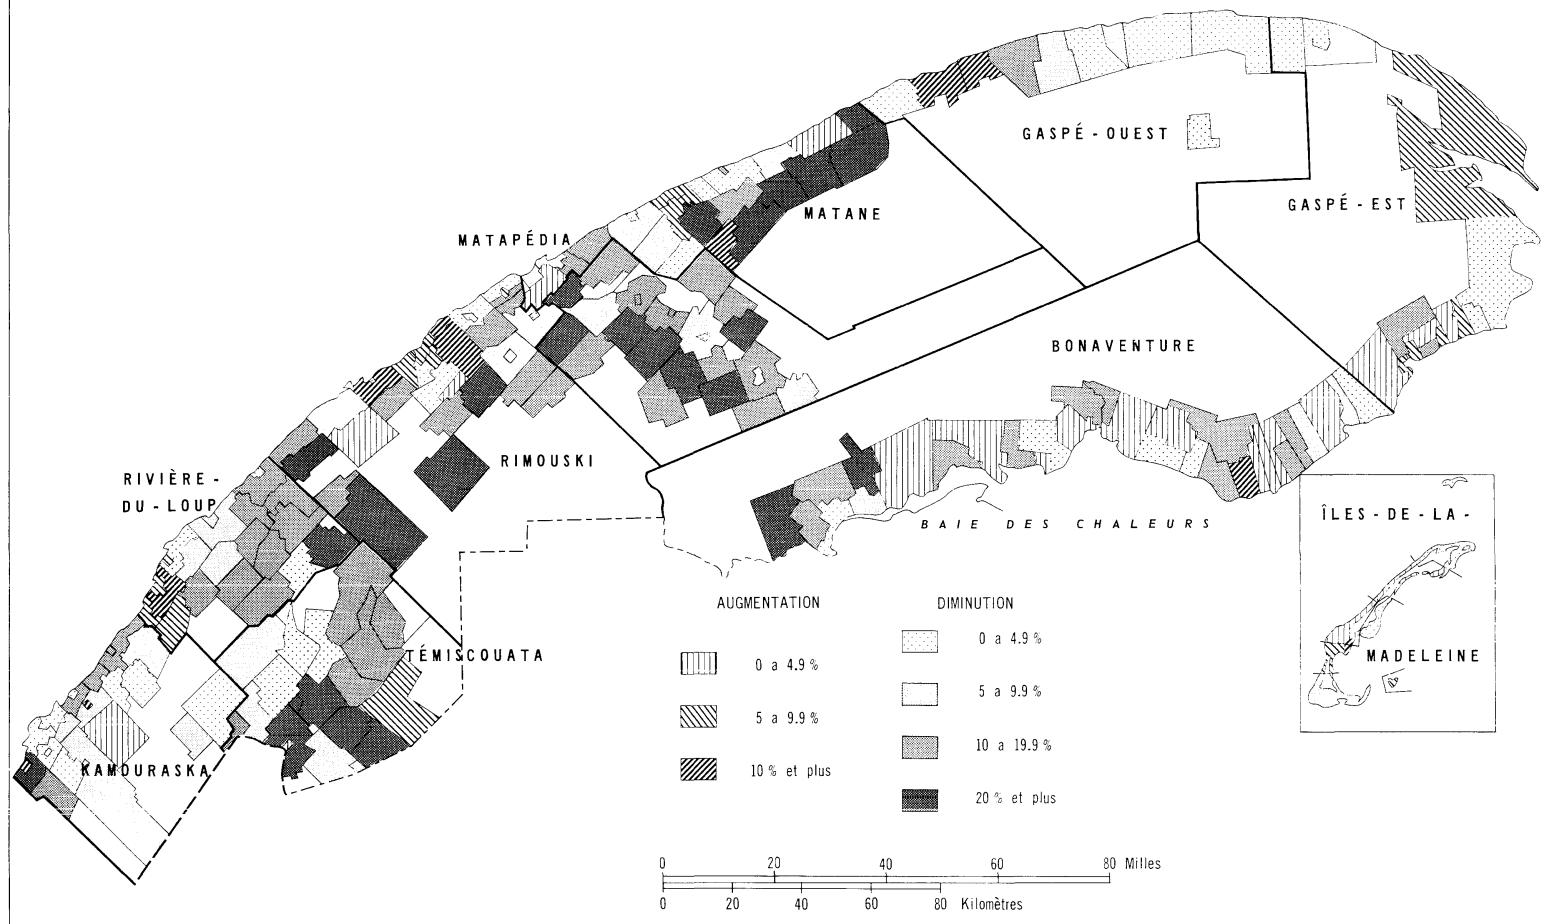 GASPÉ - OUEST
GASPÉ - EST
MATANE
MATAPÉDIA
BONAVENTURE
RIMOUSKI
RIVIÈRE -
DU - LOUP
BAIE DES CHALEURS
ÎLES - DE - LA -
MADELEINE
TÉMISCOUATA
KAMOURASKA
AUGMENTATION
0 a 4.9 %
5 a 9.9 %
10 % et plus
DIMINUTION
0 a 4.9 %
5 a 9.9 %
10 a 19.9 %
20 % et plus
0 20 40 60 80 Milles
0 20 40 60 80 Kilomètres